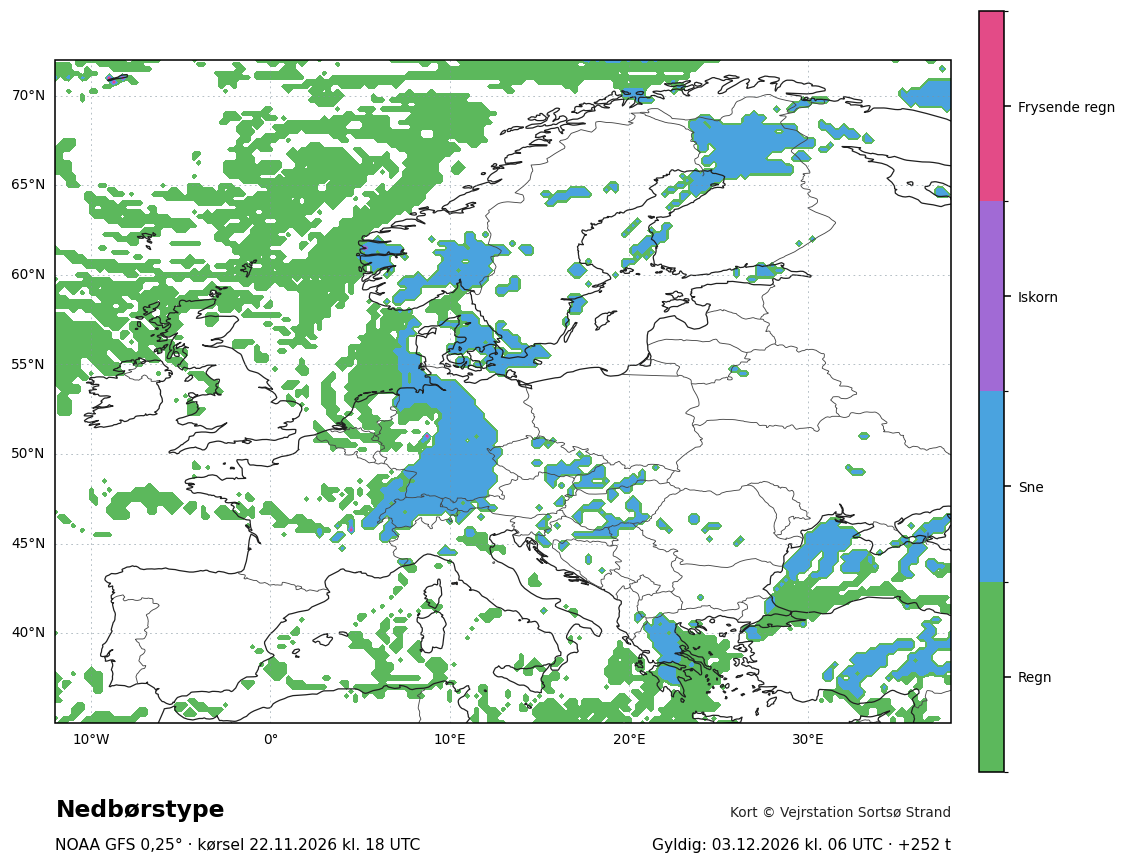 70°N
65°N
60°N
55°N
50°N
45°N
40°N
10°W
0°
10°E
20°E
30°E
Frysende regn
Iskorn
Sne
Regn
Nedbørstype
Kort © Vejrstation Sortsø Strand
NOAA GFS 0,25° · kørsel 22.11.2026 kl. 18 UTC
Gyldig: 03.12.2026 kl. 06 UTC · +252 t